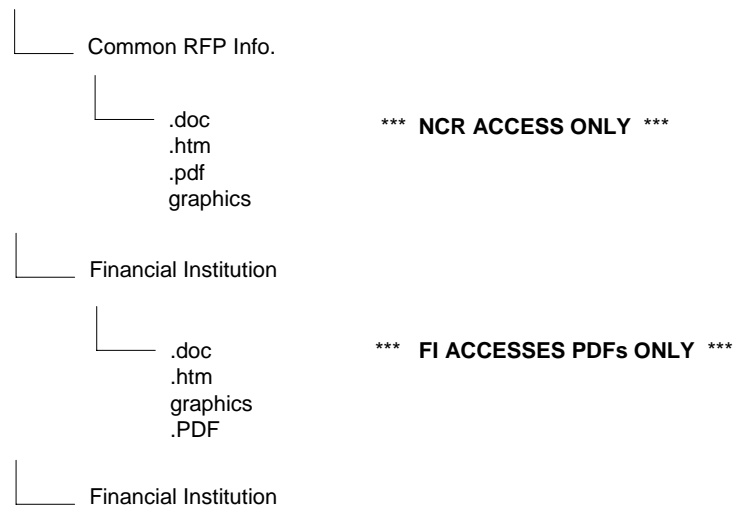 Common RFP Info.
.doc *** NCR ACCESS ONLY ***
.htm
.pdf
graphics
Financial Institution
.doc *** FI ACCESSES PDFs ONLY ***
.htm
graphics
.PDF
Financial Institution